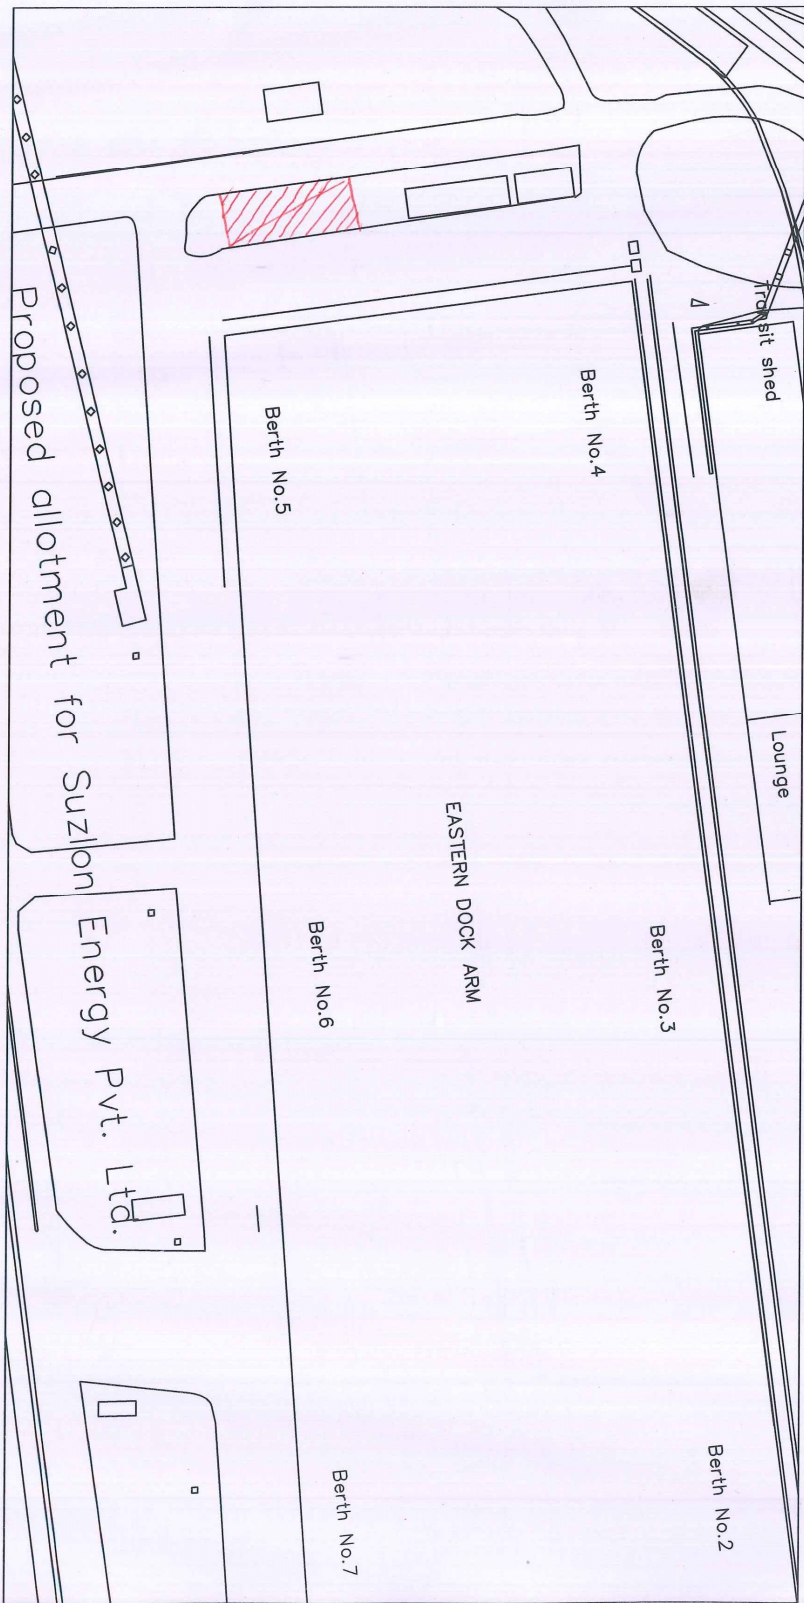 Transit shed
Lounge
Berth No.4
Berth No.3
Berth No.2
EASTERN DOCK ARM
Berth No.5
Berth No.6
Berth No.7
Proposed allotment for Suzlon Energy Pvt. Ltd.